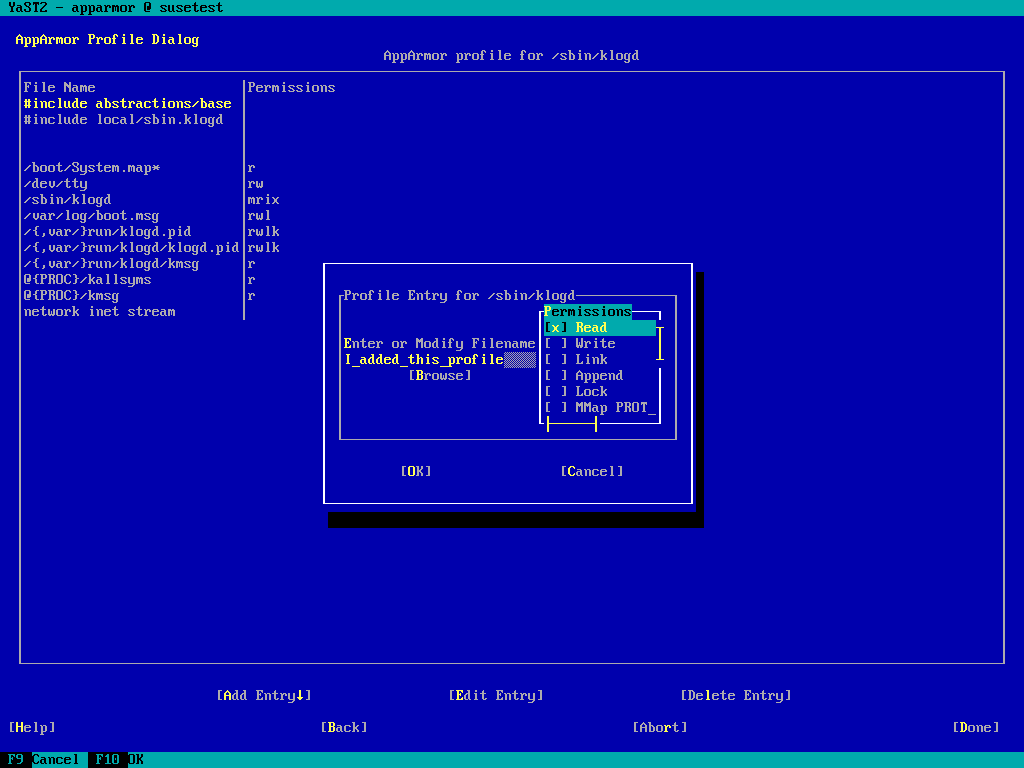 YaST2 - apparmor @ susetest
AppArmor Profile Dialog
AppArmor profile for /sbin/klogd
File Name Permissions
#include abstractions/base
#include local/sbin.klogd
/boot/System.map* r
/dev/tty rw
/sbin/klogd mrix
/var/log/boot.msg rwl
/{,var/}run/klogd.pid rwlk
/{,var/}run/klogd/klogd.pid rwlk
/{,var/}run/klogd/kmsg r
@{PROC}/kallsyms r
@{PROC}/kmsg r
network inet stream
Profile Entry for /sbin/klogd
Permissions
[x] Read
Enter or Modify Filename [ ] Write
I_added_this_profile [ ] Link
[Browse] [ ] Append
[ ] Lock
[ ] MMap PROT_
[OK] [Cancel]
[Add Entry↓] [Edit Entry] [Delete Entry]
[Help] [Back] [Abort] [Done]
F9 Cancel F10 OK